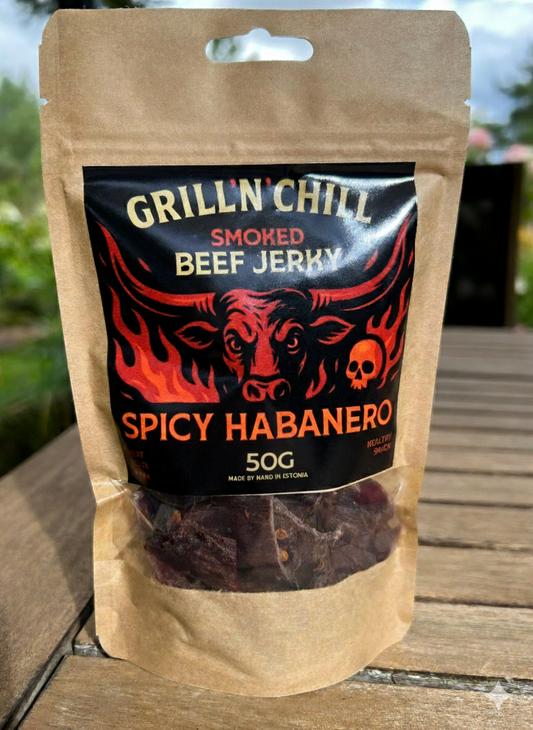 GRILL'N'CHILL
SMOKED
BEEF JERKY
SPICY HABANERO
HEALTHY
SNACK
50G
MADE BY HAND IN ESTONIA